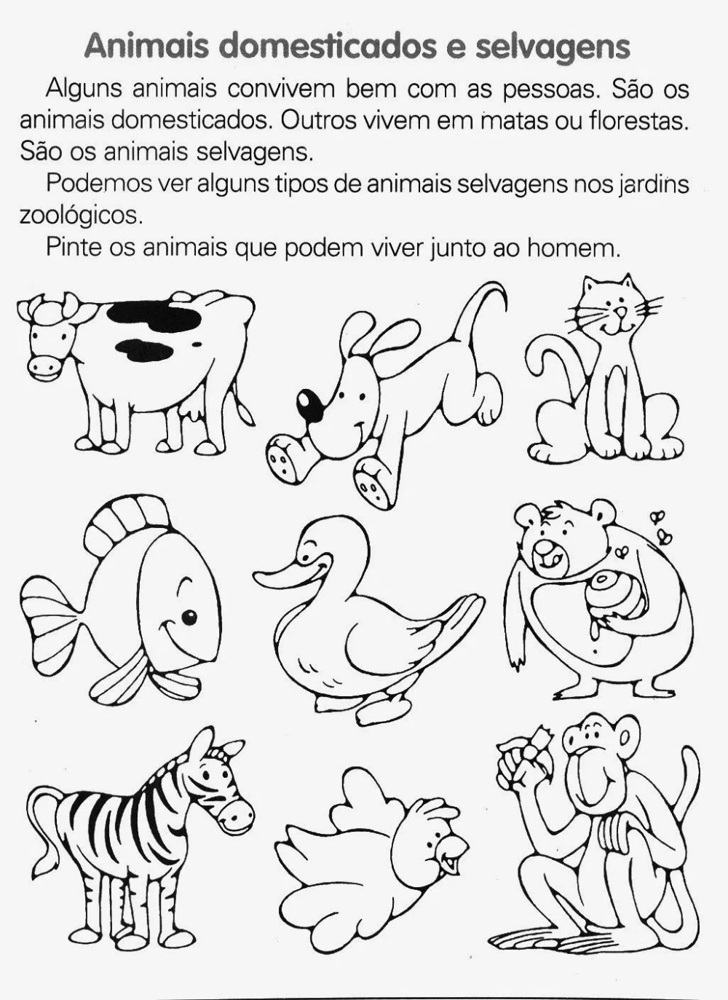 Animais domesticados e selvagens
Alguns animais convivem bem com as pessoas. São os
animais domesticados. Outros vivem em matas ou florestas.
São os animais selvagens.
Podemos ver alguns tipos de animais selvagens nos jardins
zoológicos.
Pinte os animais que podem viver junto ao homem.